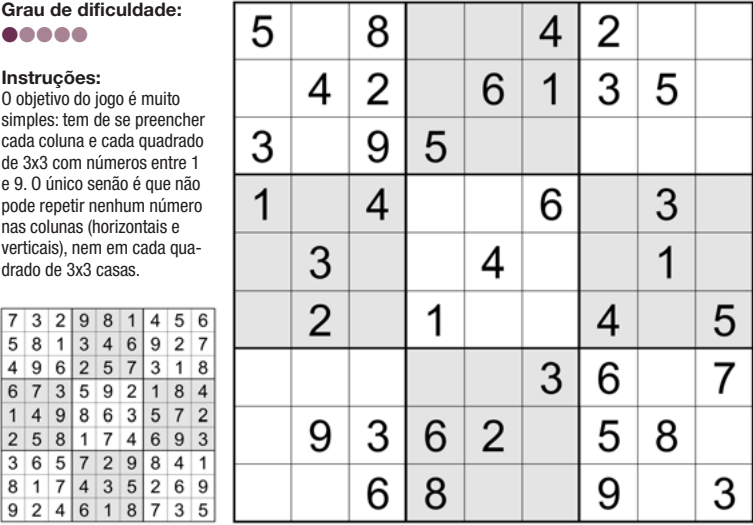 Grau de dificuldade:
Instruções:
O objetivo do jogo é muito
simples: tem de se preencher
cada coluna e cada quadrado
de 3x3 com números entre 1
e 9. O único senão é que não
pode repetir nenhum número
nas colunas (horizontais e
verticais), nem em cada qua-
drado de 3x3 casas.
7 3 2 9 8 1 4 5 6
5 8 1 3 4 6 9 2 7
4 9 6 2 5 7 3 1 8
6 7 3 5 9 2 1 8 4
1 4 9 8 6 3 5 7 2
2 5 8 1 7 4 6 9 3
3 6 5 7 2 9 8 4 1
8 1 7 4 3 5 2 6 9
9 2 4 6 1 8 7 3 5
5 8 4 2
4 2 6 1 3 5
3 9 5
1 4 6 3
3 4 1
2 1 4 5
3 6 7
9 3 6 2 5 8
6 8 9 3